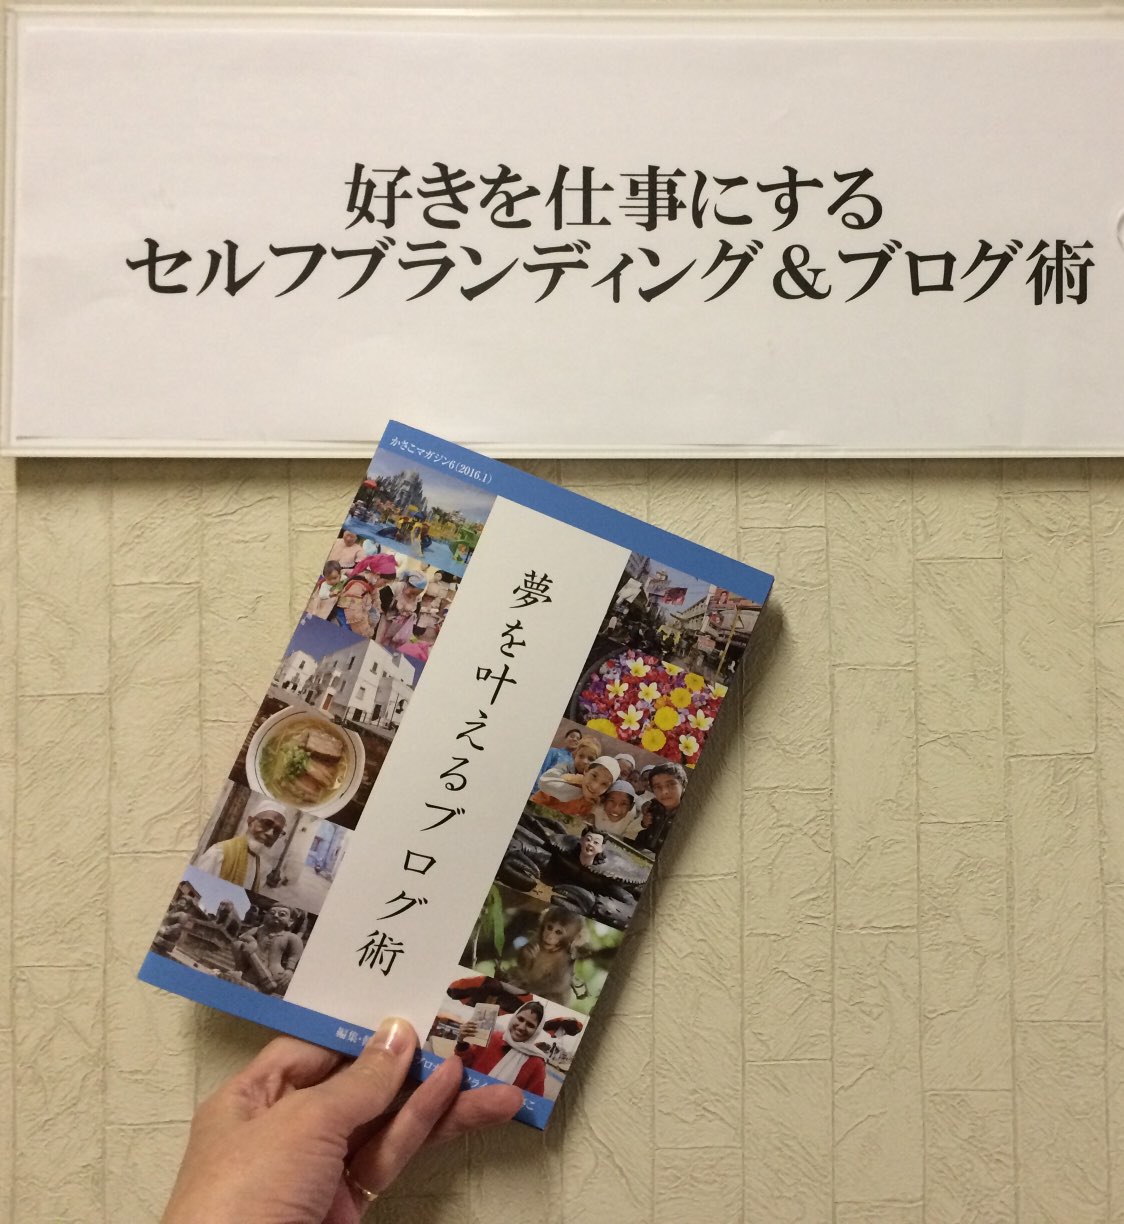 好きを仕事にする
セルフブランディング＆ブログ術
かさこマガジン6（2016.1）
夢を叶えるブログ術
編集・